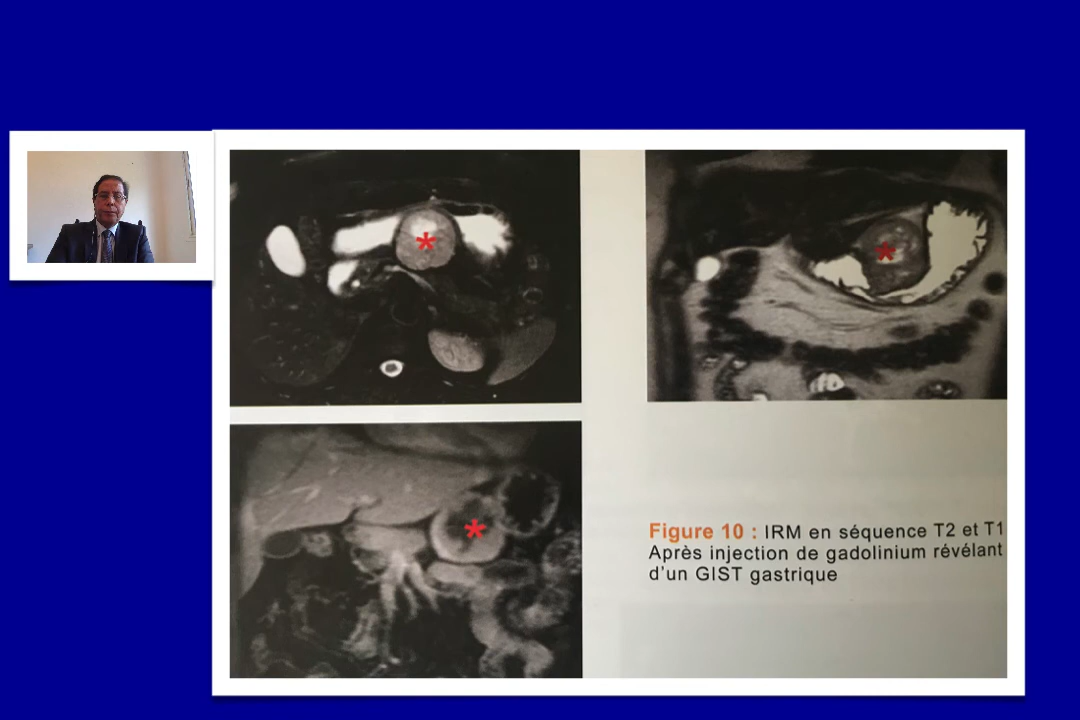 *
*
*
Figure 10 : IRM en séquence T2 et T1
Après injection de gadolinium révélant
d'un GIST gastrique